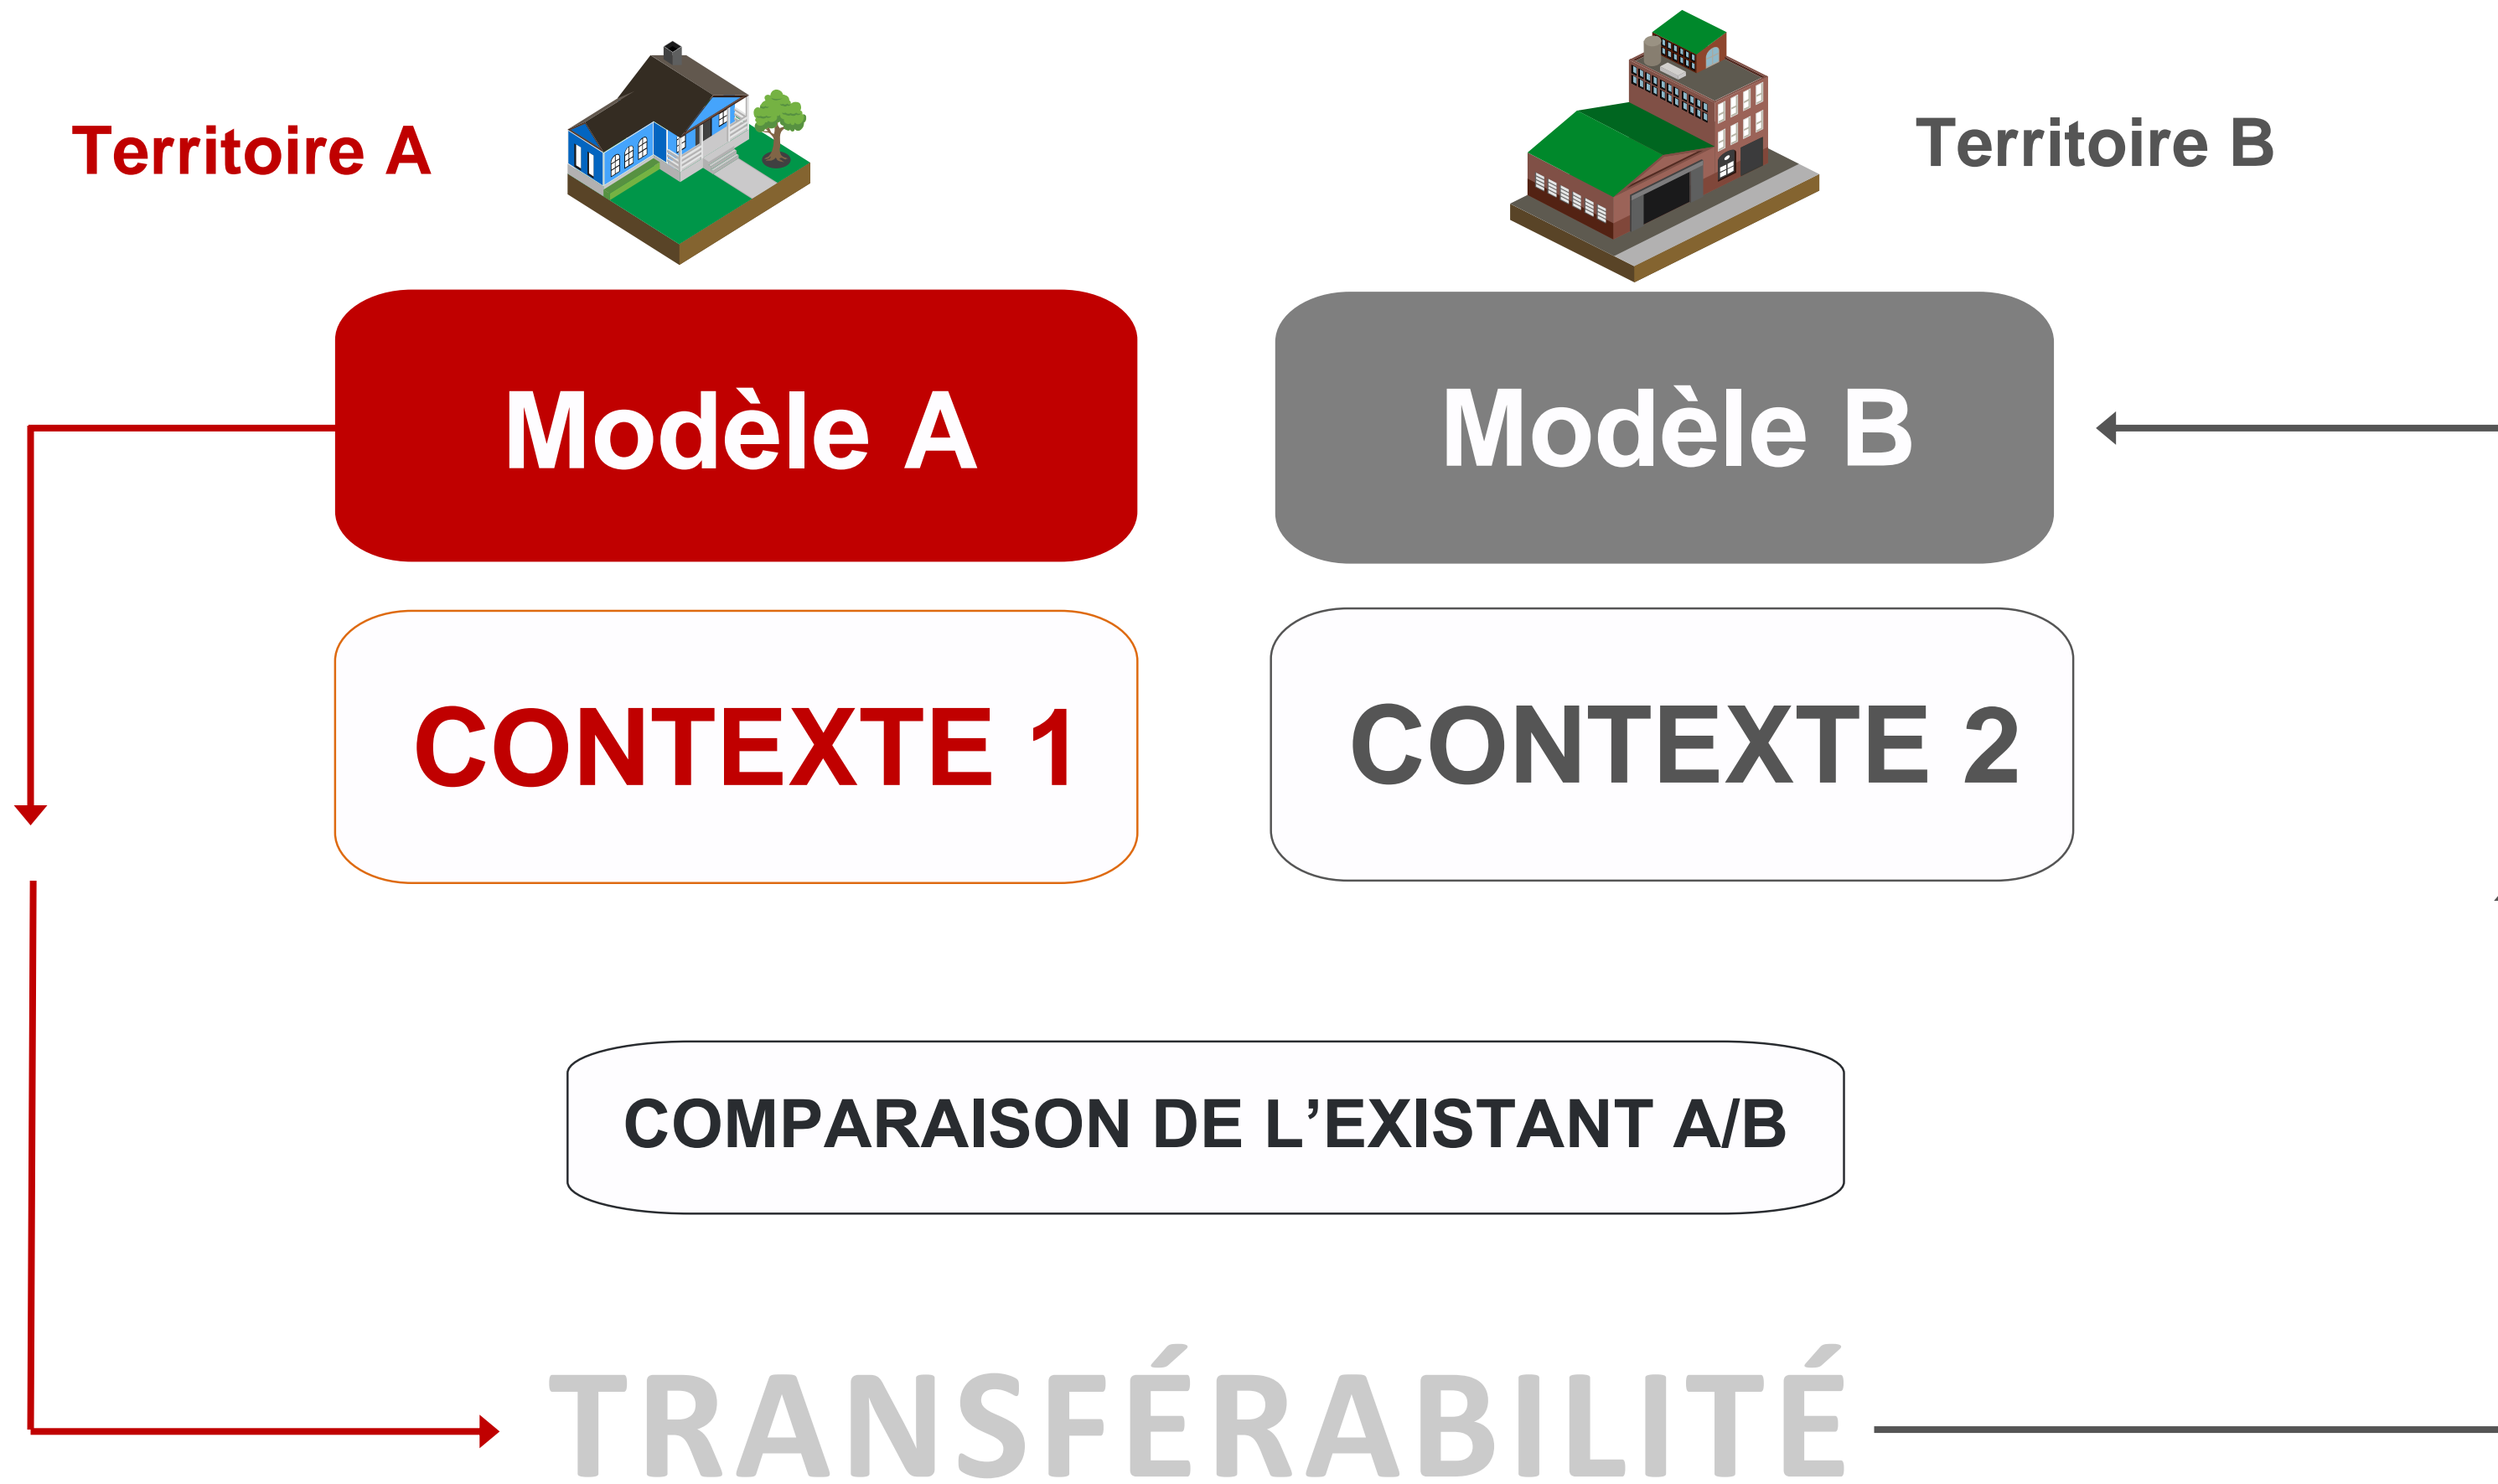 Territoire A
Territoire B
Modèle A
Modèle B
CONTEXTE 1
CONTEXTE 2
COMPARAISON DE L’EXISTANT A/B
TRANSFÉRABILITÉ